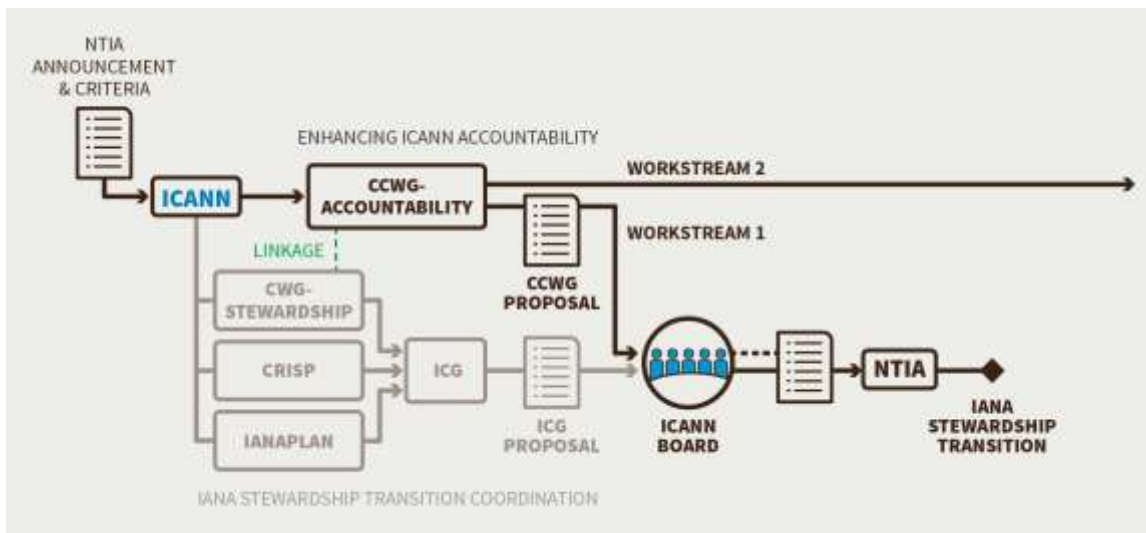 NTIA
ANNOUNCEMENT
& CRITERIA
ENHANCING ICANN ACCOUNTABILITY
ICANN
CCWG-
ACCOUNTABILITY
WORKSTREAM 2
WORKSTREAM 1
LINKAGE
CCWG
PROPOSAL
CWG-
STEWARDSHIP
CRISP
IANAPLAN
ICG
ICG
PROPOSAL
ICANN
BOARD
NTIA
IANA
STEWARDSHIP
TRANSITION
IANA STEWARDSHIP TRANSITION COORDINATION